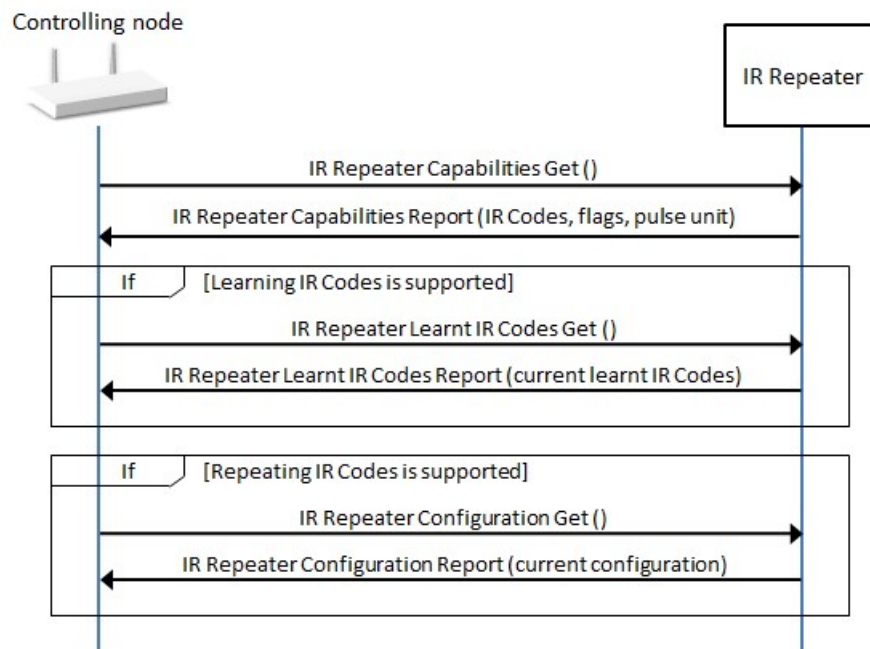 Controlling node
IR Repeater
IR Repeater Capabilities Get ()
IR Repeater Capabilities Report (IR Codes, flags, pulse unit)
If [Learning IR Codes is supported]
IR Repeater Learnt IR Codes Get ()
IR Repeater Learnt IR Codes Report (current learnt IR Codes)
If [Repeating IR Codes is supported]
IR Repeater Configuration Get ()
IR Repeater Configuration Report (current configuration)